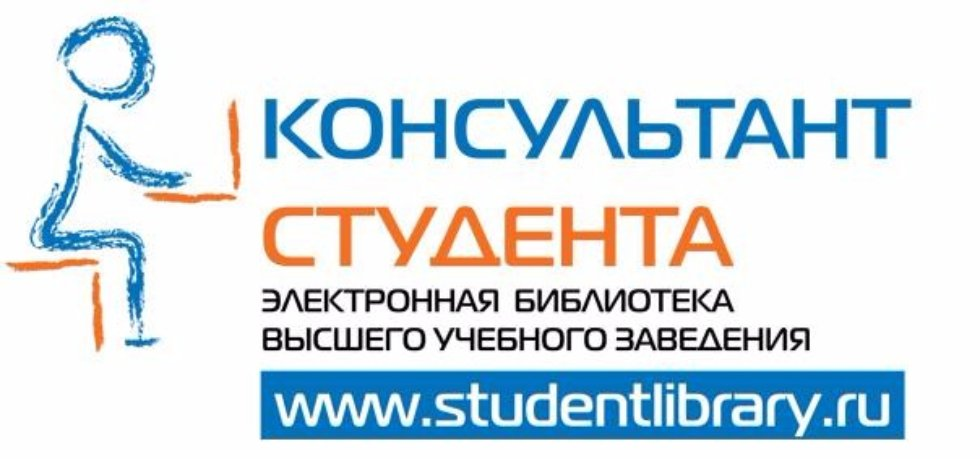 КОНСУЛЬТАНТ
СТУДЕНТА
ЭЛЕКТРОННАЯ БИБЛИОТЕКА
ВЫСШЕГО УЧЕБНОГО ЗАВЕДЕНИЯ
www.studentlibrary.ru